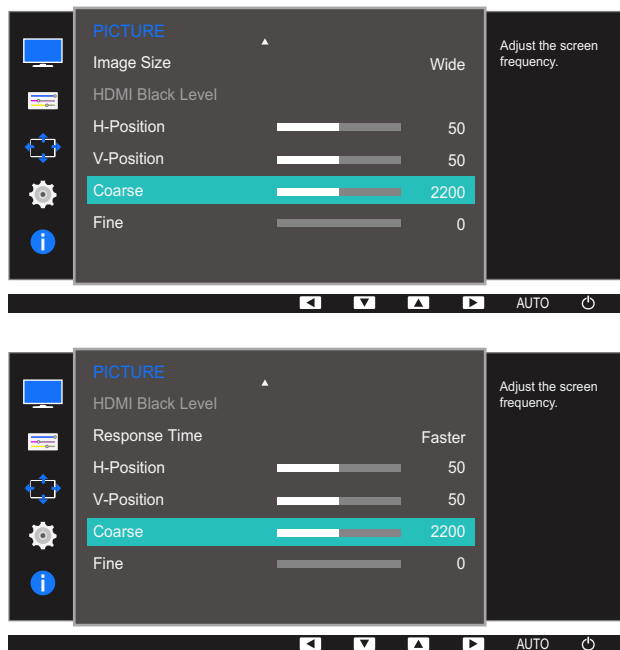 PICTURE
Image Size Wide
HDMI Black Level
H-Position 50
V-Position 50
Coarse 2200
Fine 0
Adjust the screen
frequency.
AUTO
PICTURE
HDMI Black Level
Response Time Faster
H-Position 50
V-Position 50
Coarse 2200
Fine 0
Adjust the screen
frequency.
AUTO